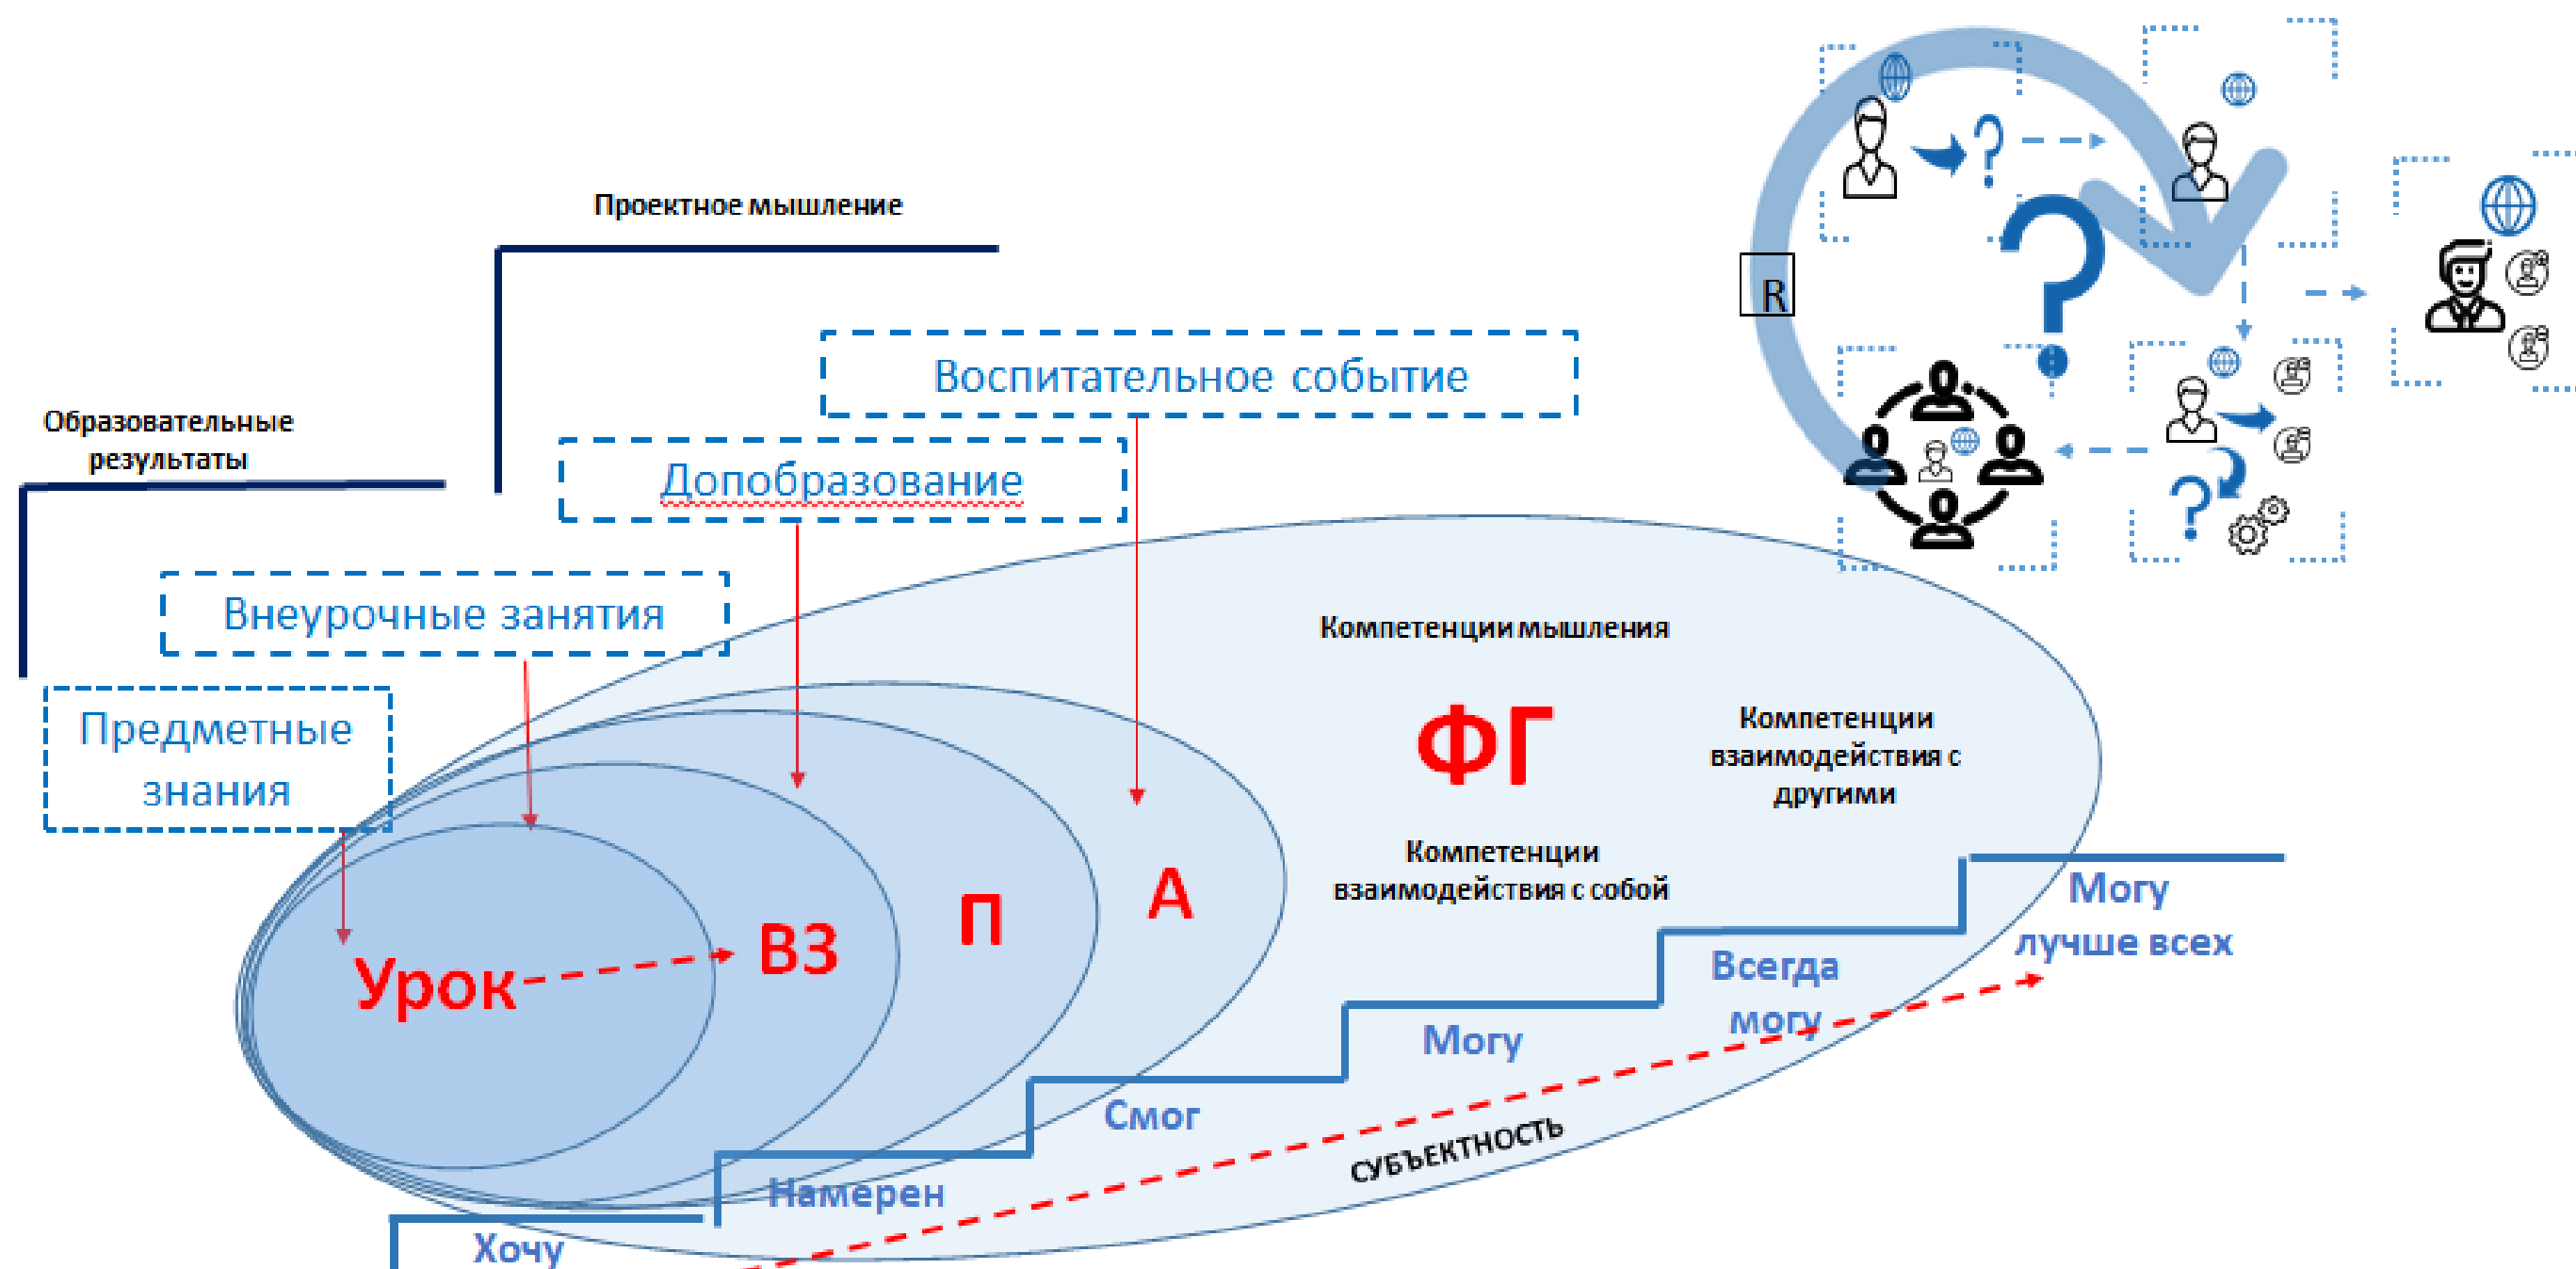 Проектное мышление
R
Воспитательное событие
Образовательные
результаты
Допобразование
Внеурочные занятия
Компетенции мышления
Предметные
знания
ФГ
Компетенции
взаимодействия с
другими
Компетенции
взаимодействия с собой
Урок
ВЗ
П
А
Могу
лучше всех
Всегда
могу
Могу
Смог
СУБЪЕКТНОСТЬ
Намерен
Хочу